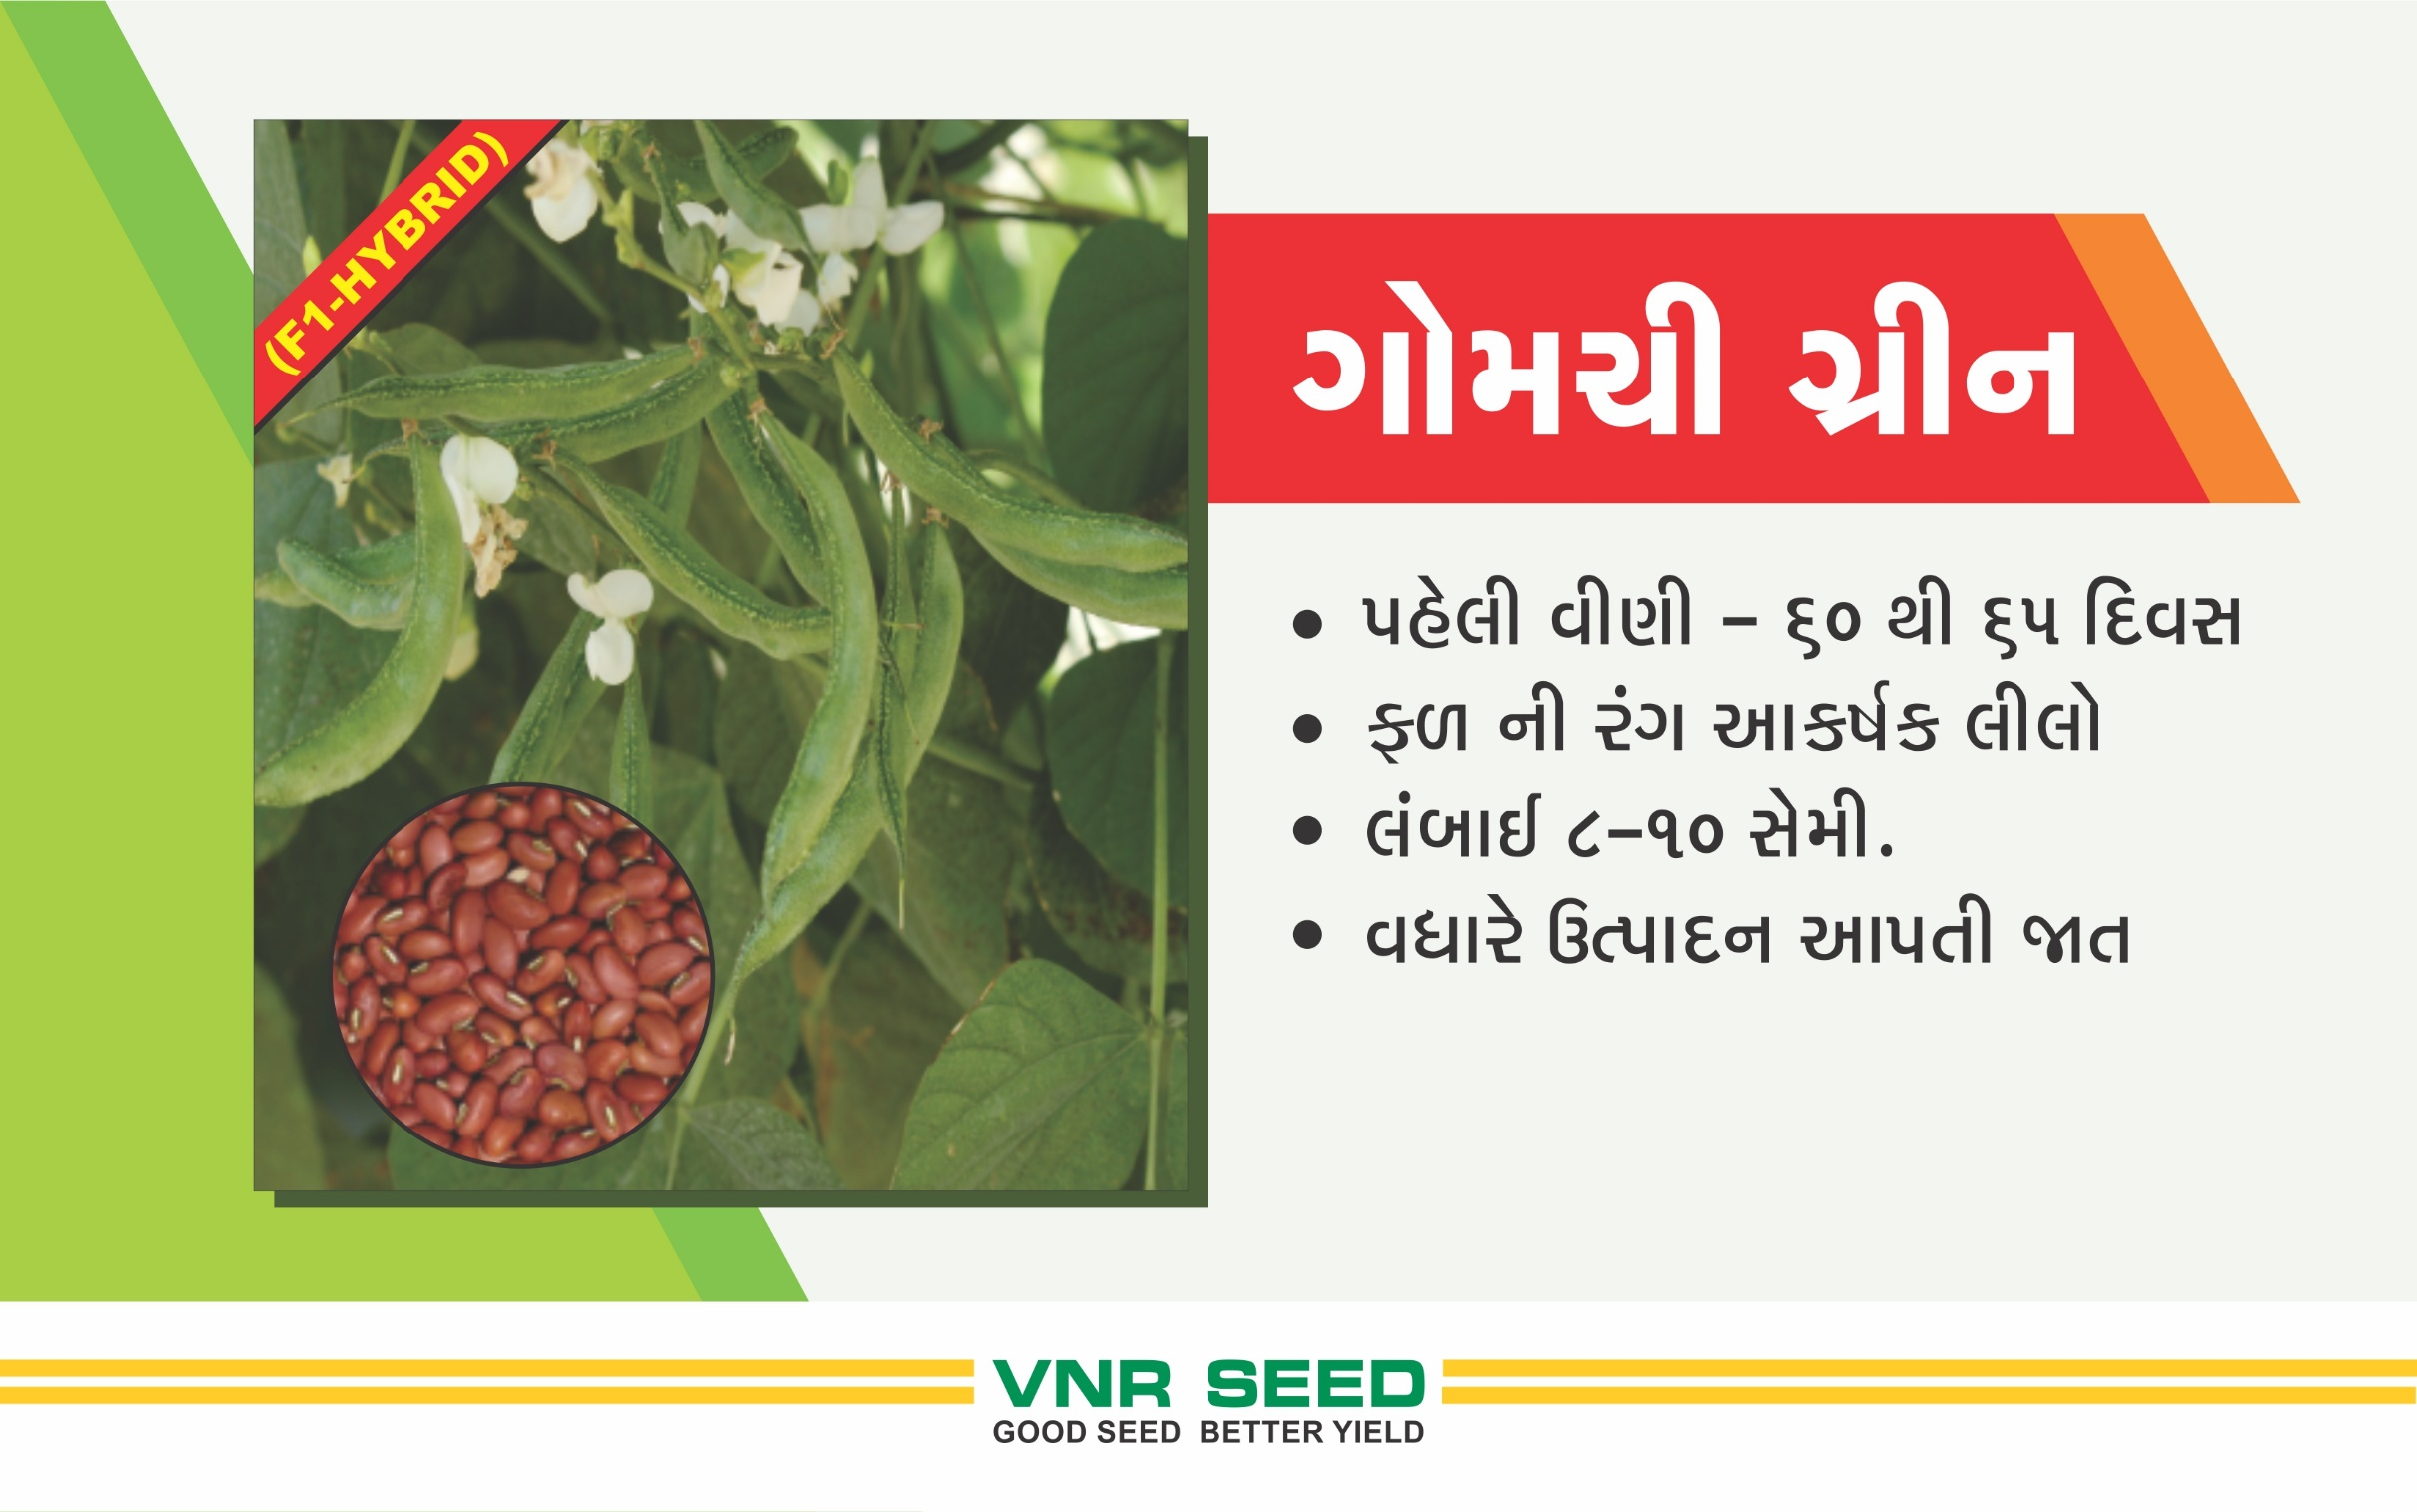 (F1-HYBRID)
ગોમચી ગ્રીન
• પહેલી વીણી – ૬૦ થી ૬૫ દિવસ
• ફળ ની રંગ આકર્ષક લીલો
• લંબાઈ ૮–૧૦ સેમી.
• વધારે ઉત્પાદન આપતી જાત
VNR SEED
GOOD SEED BETTER YIELD